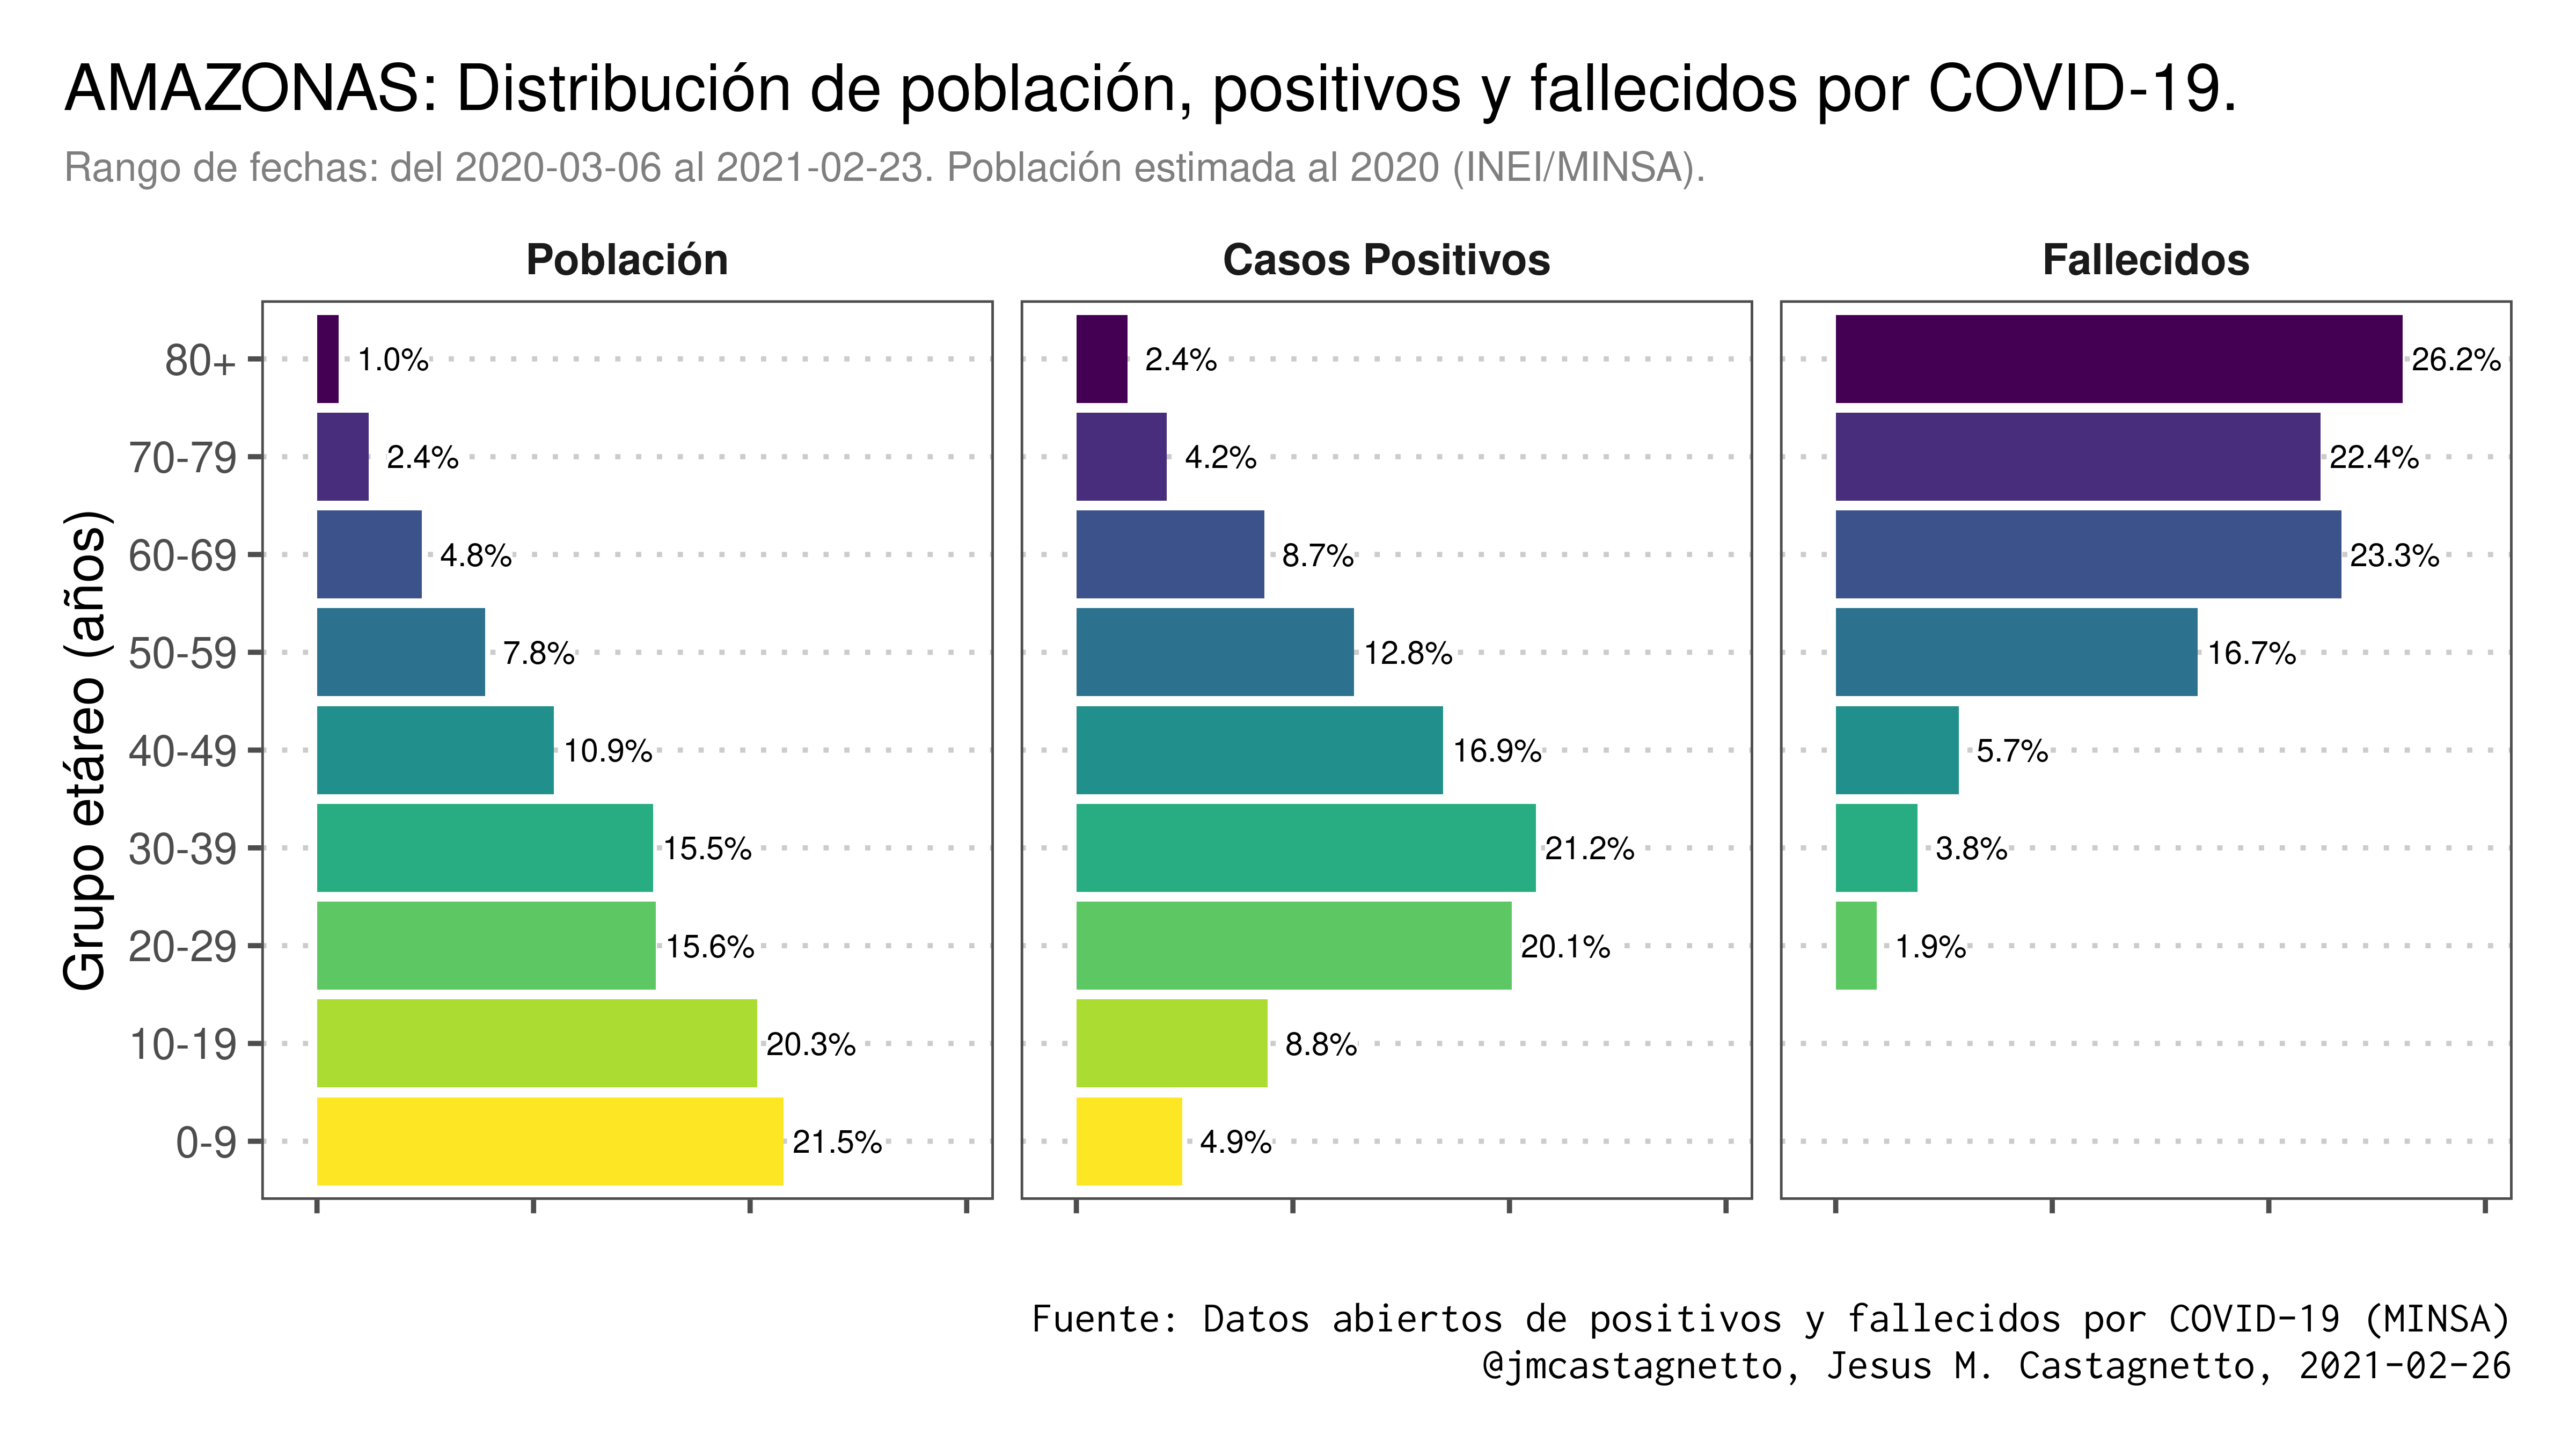 AMAZONAS: Distribución de población, positivos y fallecidos por COVID-19.
Rango de fechas: del 2020-03-06 al 2021-02-23. Población estimada al 2020 (INEI/MINSA).
Población Casos Positivos Fallecidos
Grupo etáreo (años)
80+ 1.0% 2.4% 26.2%
70-79 2.4% 4.2% 22.4%
60-69 4.8% 8.7% 23.3%
50-59 7.8% 12.8% 16.7%
40-49 10.9% 16.9% 5.7%
30-39 15.5% 21.2% 3.8%
20-29 15.6% 20.1% 1.9%
10-19 20.3% 8.8%
0-9 21.5% 4.9%
Fuente: Datos abiertos de positivos y fallecidos por COVID-19 (MINSA)
@jmcastagnetto, Jesus M. Castagnetto, 2021-02-26